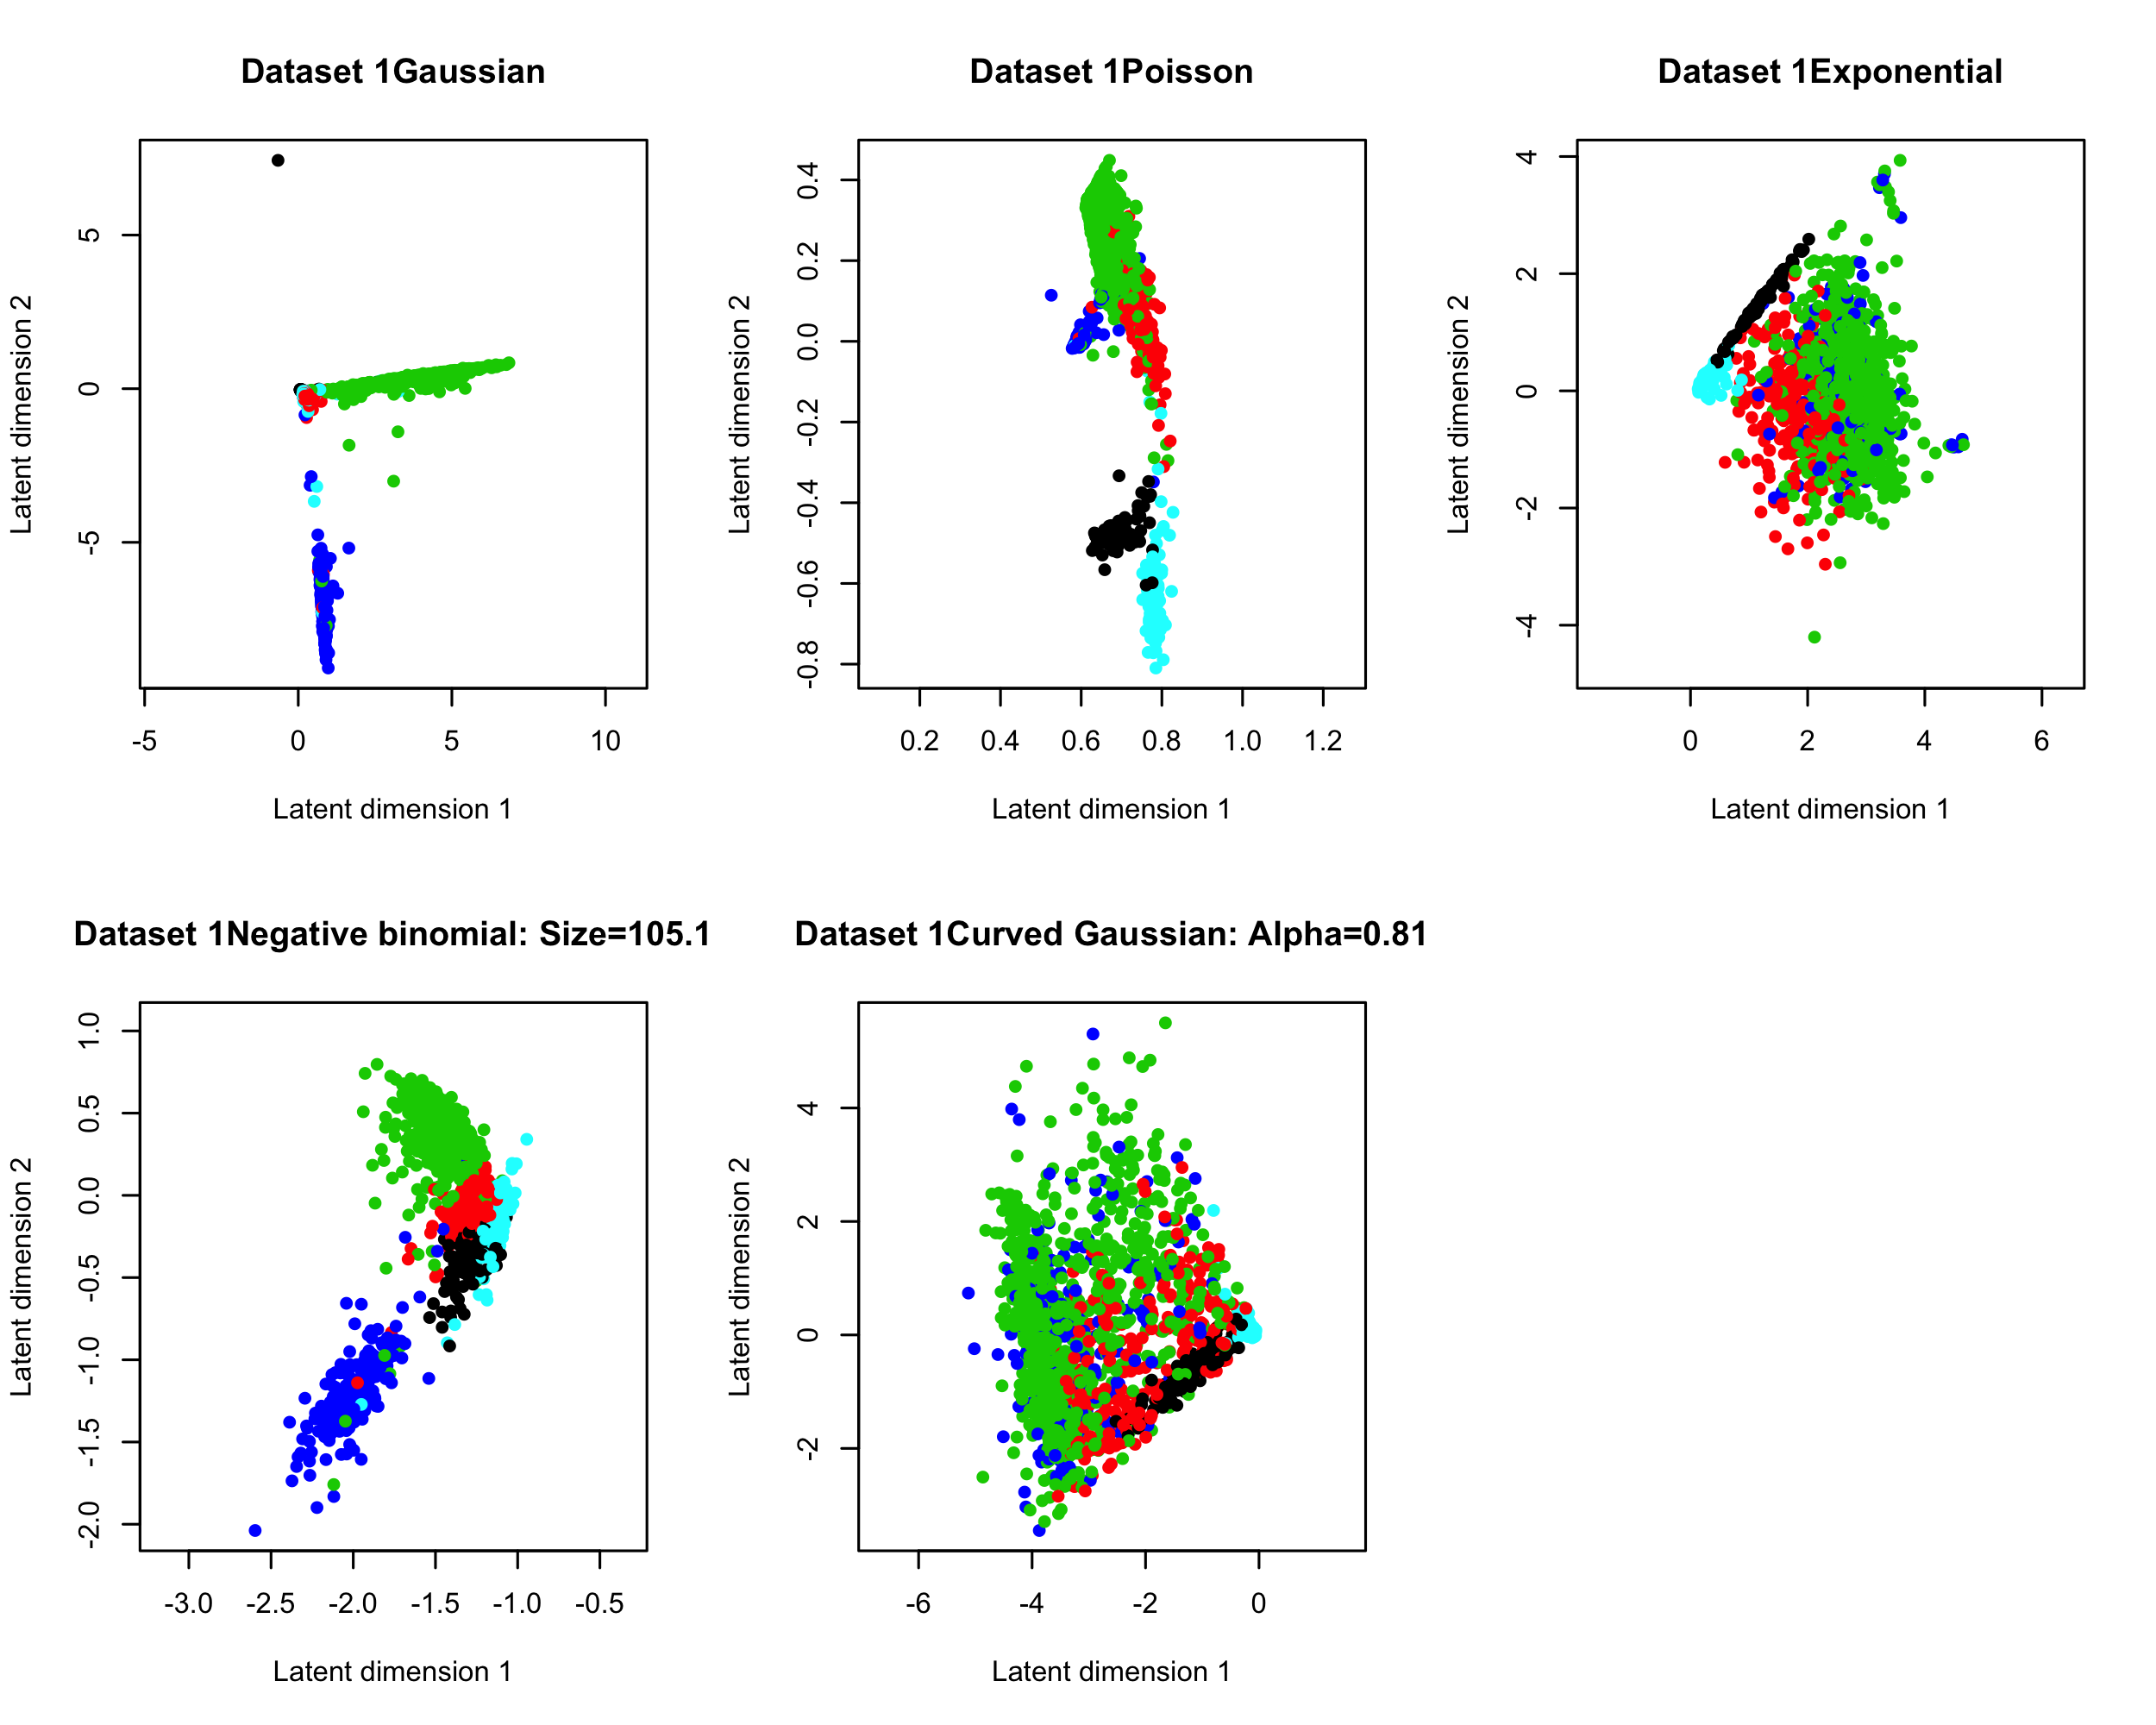 Dataset 1Gaussian
Latent dimension 2
5
0
-5
-5 0 5 10
Latent dimension 1
Dataset 1Poisson
Latent dimension 2
0.4
0.2
0.0
-0.2
-0.4
-0.6
-0.8
0.2 0.4 0.6 0.8 1.0 1.2
Latent dimension 1
Dataset 1Exponential
Latent dimension 2
4
2
0
-2
-4
0 2 4 6
Latent dimension 1
Dataset 1Negative binomial: Size=105.1
Latent dimension 2
1.0
0.5
0.0
-0.5
-1.0
-1.5
-2.0
-3.0 -2.5 -2.0 -1.5 -1.0 -0.5
Latent dimension 1
Dataset 1Curved Gaussian: Alpha=0.81
Latent dimension 2
4
2
0
-2
-6 -4 -2 0
Latent dimension 1